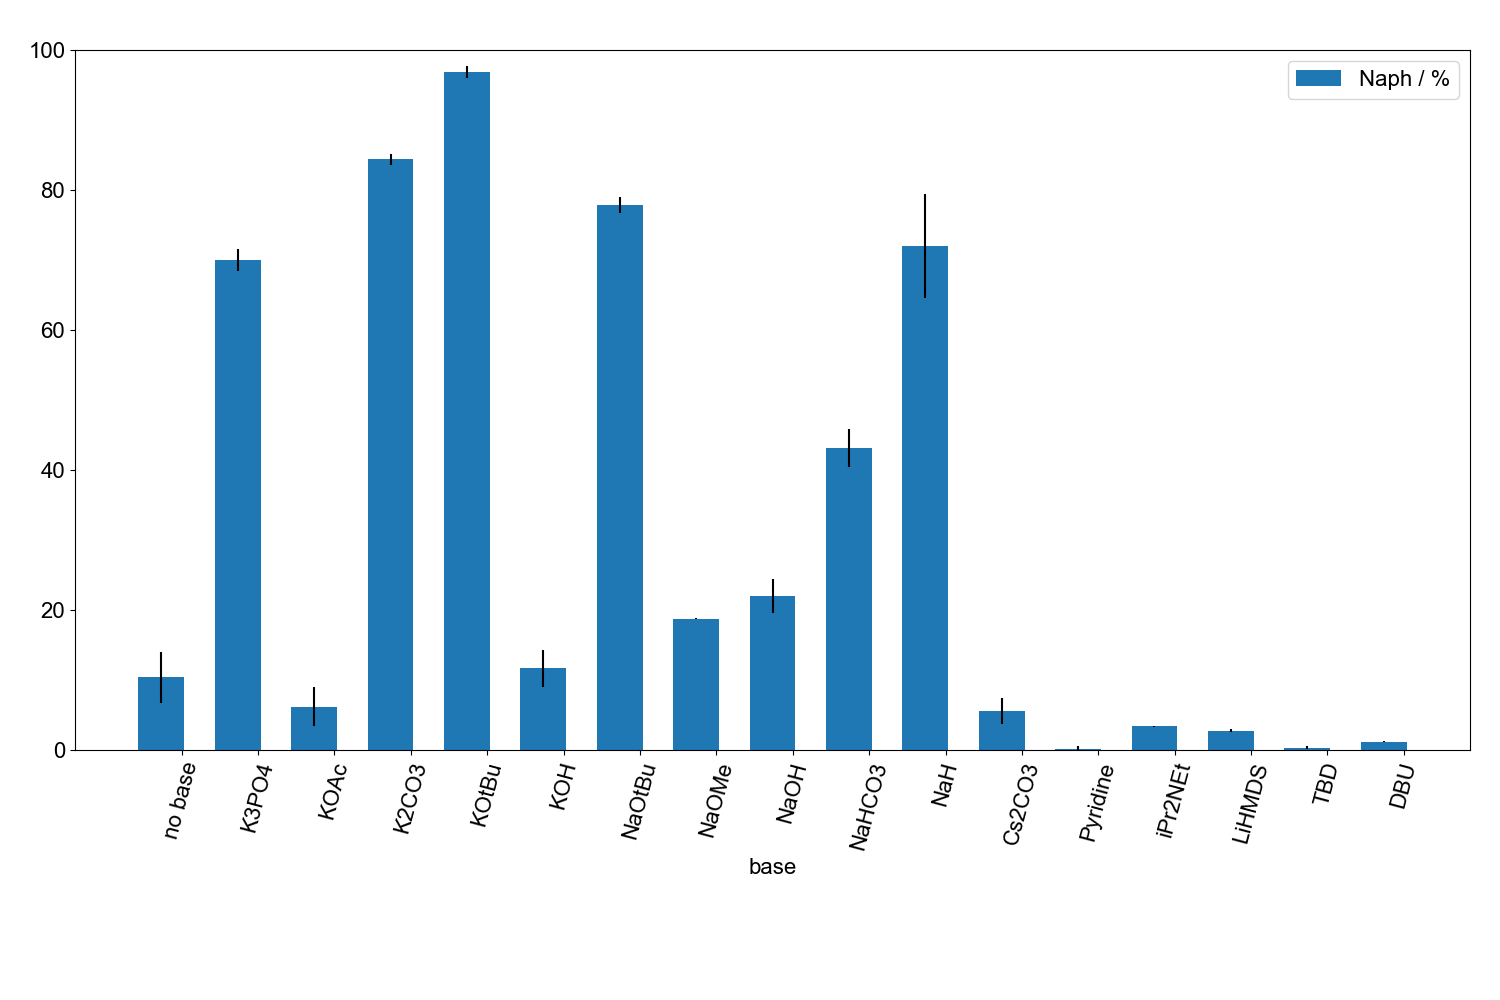 100
80
60
40
20
0
Naph / %
no base
K3PO4
KOAc
K2CO3
KOtBu
KOH
NaOtBu
NaOMe
NaOH
NaHCO3
NaH
Cs2CO3
Pyridine
iPr2NEt
LiHMDS
TBD
DBU
base